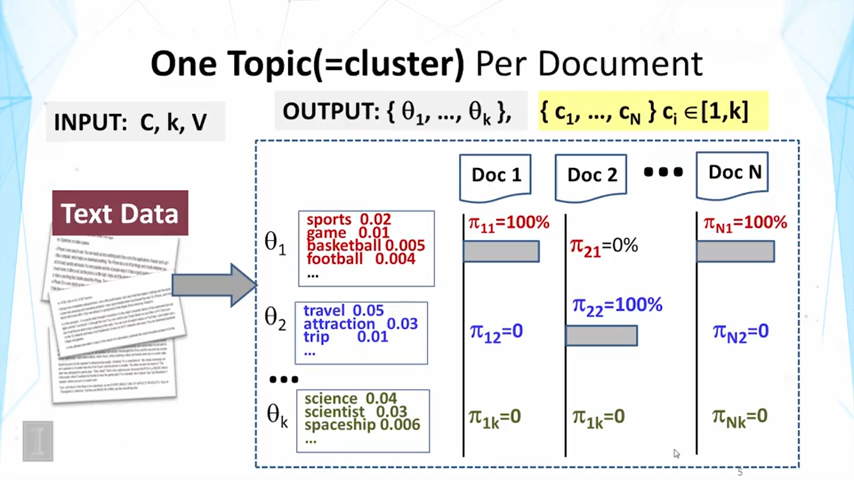 One Topic(=cluster) Per Document
INPUT: C, k, V
OUTPUT: { θ1, …, θk }, { c1, …, cN } ci ∈[1,k]
Text Data
Doc 1
Doc 2
•••
Doc N
θ1
sports 0.02
game 0.01
basketball 0.005
football 0.004
…
π11=100%
π21=0%
πN1=100%
θ2
travel 0.05
attraction 0.03
trip 0.01
…
π12=0
π22=100%
πN2=0
•••
θk
science 0.04
scientist 0.03
spaceship 0.006
…
π1k=0
π1k=0
πNk=0
I
5